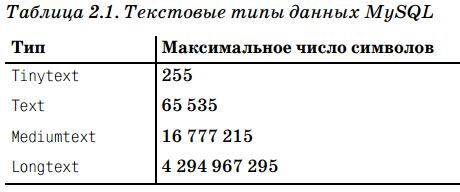 Таблица 2.1. Текстовые типы данных MySQL
Тип Максимальное число символов
Tinytext 255
Text 65 535
Mediumtext 16 777 215
Longtext 4 294 967 295